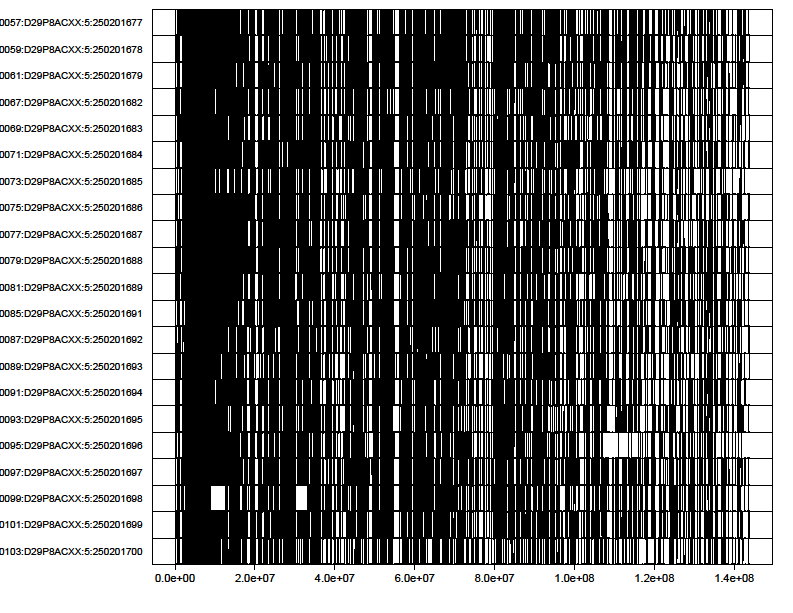 0057:D29P8ACXX:5:250201677
0059:D29P8ACXX:5:250201678
0061:D29P8ACXX:5:250201679
0067:D29P8ACXX:5:250201682
0069:D29P8ACXX:5:250201683
0071:D29P8ACXX:5:250201684
0073:D29P8ACXX:5:250201685
0075:D29P8ACXX:5:250201686
0077:D29P8ACXX:5:250201687
0079:D29P8ACXX:5:250201688
0081:D29P8ACXX:5:250201689
0085:D29P8ACXX:5:250201691
0087:D29P8ACXX:5:250201692
0089:D29P8ACXX:5:250201693
0091:D29P8ACXX:5:250201694
0093:D29P8ACXX:5:250201695
0095:D29P8ACXX:5:250201696
0097:D29P8ACXX:5:250201697
0099:D29P8ACXX:5:250201698
0101:D29P8ACXX:5:250201699
0103:D29P8ACXX:5:250201700
0.0e+00 2.0e+07 4.0e+07 6.0e+07 8.0e+07 1.0e+08 1.2e+08 1.4e+08